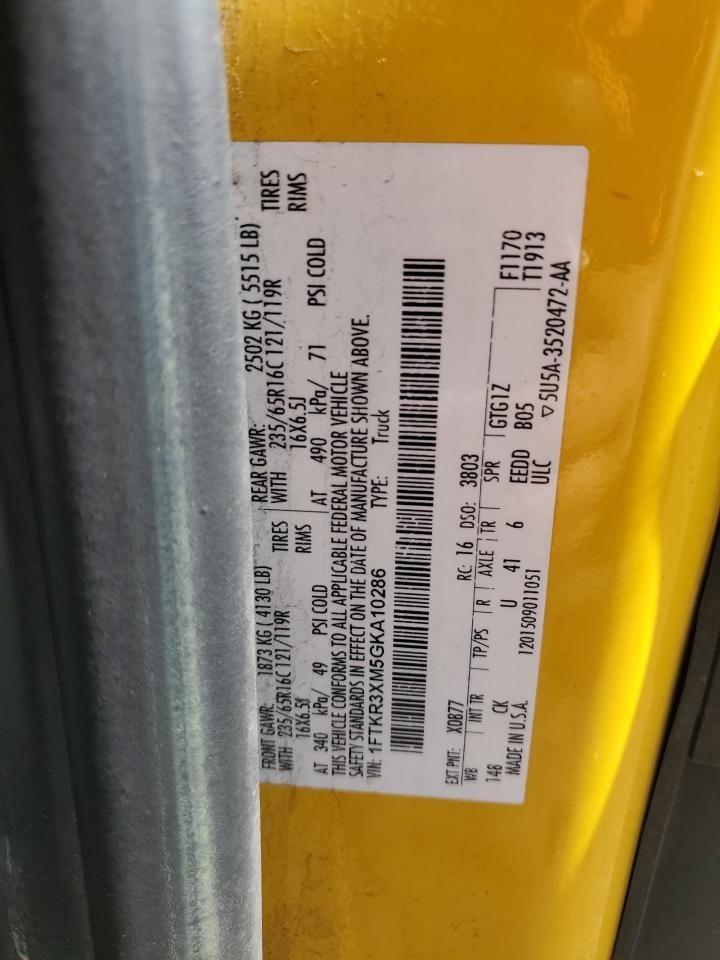 FRONT GAWR: 1873 KG ( 4130 LB) REAR GAWR: 2502 KG ( 5515 LB)
WITH 235/65R16C 121/119R TIRES WITH 235/65R16C 121/119R TIRES
16X6.5J RIMS 16X6.5J RIMS
AT 340 kPa/ 49 PSI COLD AT 490 kPa/ 71 PSI COLD
THIS VEHICLE CONFORMS TO ALL APPLICABLE FEDERAL MOTOR VEHICLE
SAFETY STANDARDS IN EFFECT ON THE DATE OF MANUFACTURE SHOWN ABOVE.
VIN: 1FTKR3XM5GKA10286 TYPE: Truck
EXT PNT: X0877 RC: 16 DSO: 3803
WB INT TR TP/PS R AXLE TR SPR GTG1Z F1170
148 CK U 41 6 EEDD B05 T1913
MADE IN U.S.A. 1201509011051 ULC ▽5U5A-3520472-AA